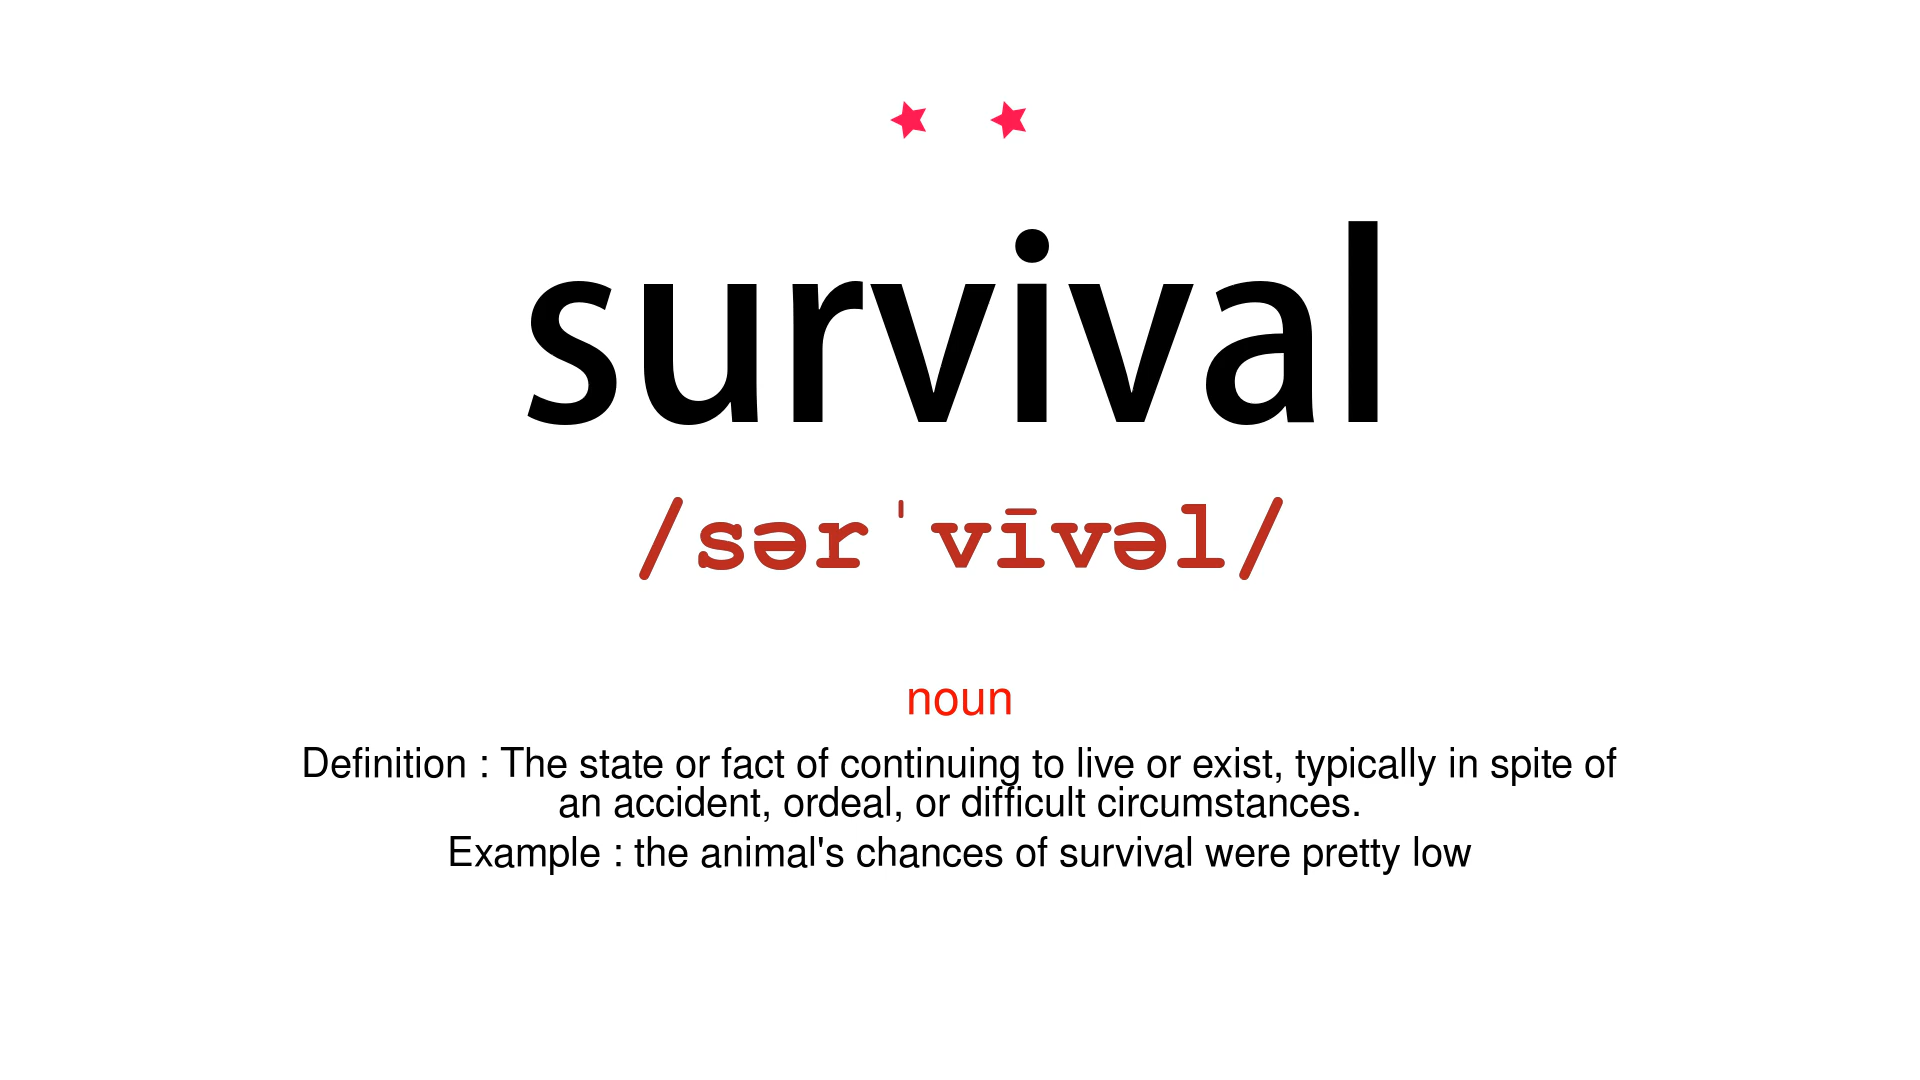 survival
/sərˈvīvəl/
noun
Definition : The state or fact of continuing to live or exist, typically in spite of
an accident, ordeal, or difficult circumstances.
Example : the animal's chances of survival were pretty low